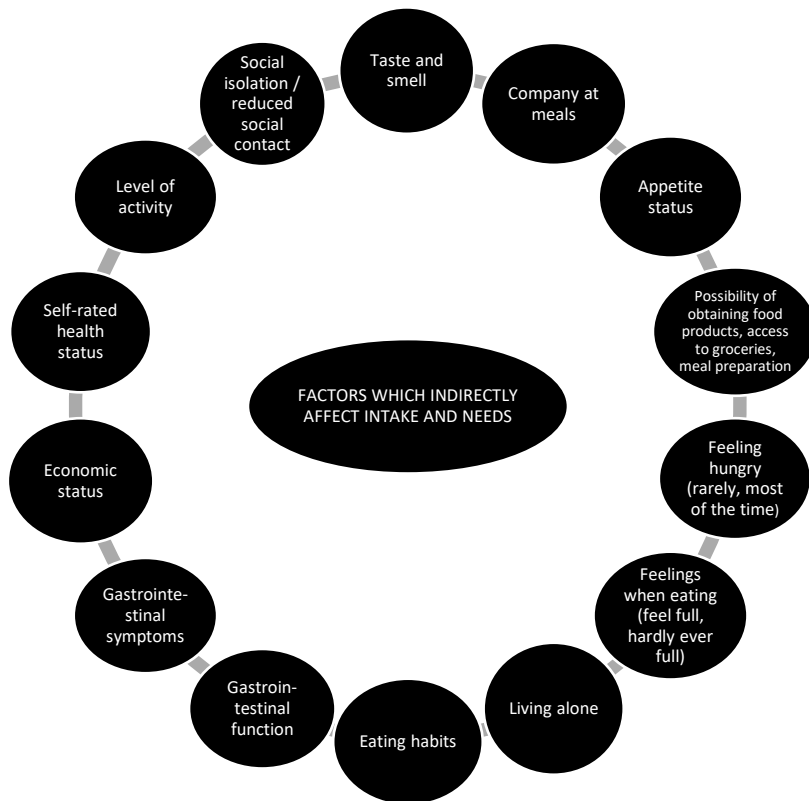 Taste and
smell
Company at
meals
Appetite
status
Possibility of
obtaining food
products, access
to groceries,
meal preparation
Feeling
hungry
(rarely, most
of the time)
Feelings
when eating
(feel full,
hardly ever
full)
Living alone
Eating habits
Gastroin-
testinal
function
Gastrointe-
stinal
symptoms
Economic
status
Self-rated
health
status
Level of
activity
Social
isolation /
reduced
social
contact
FACTORS WHICH INDIRECTLY
AFFECT INTAKE AND NEEDS